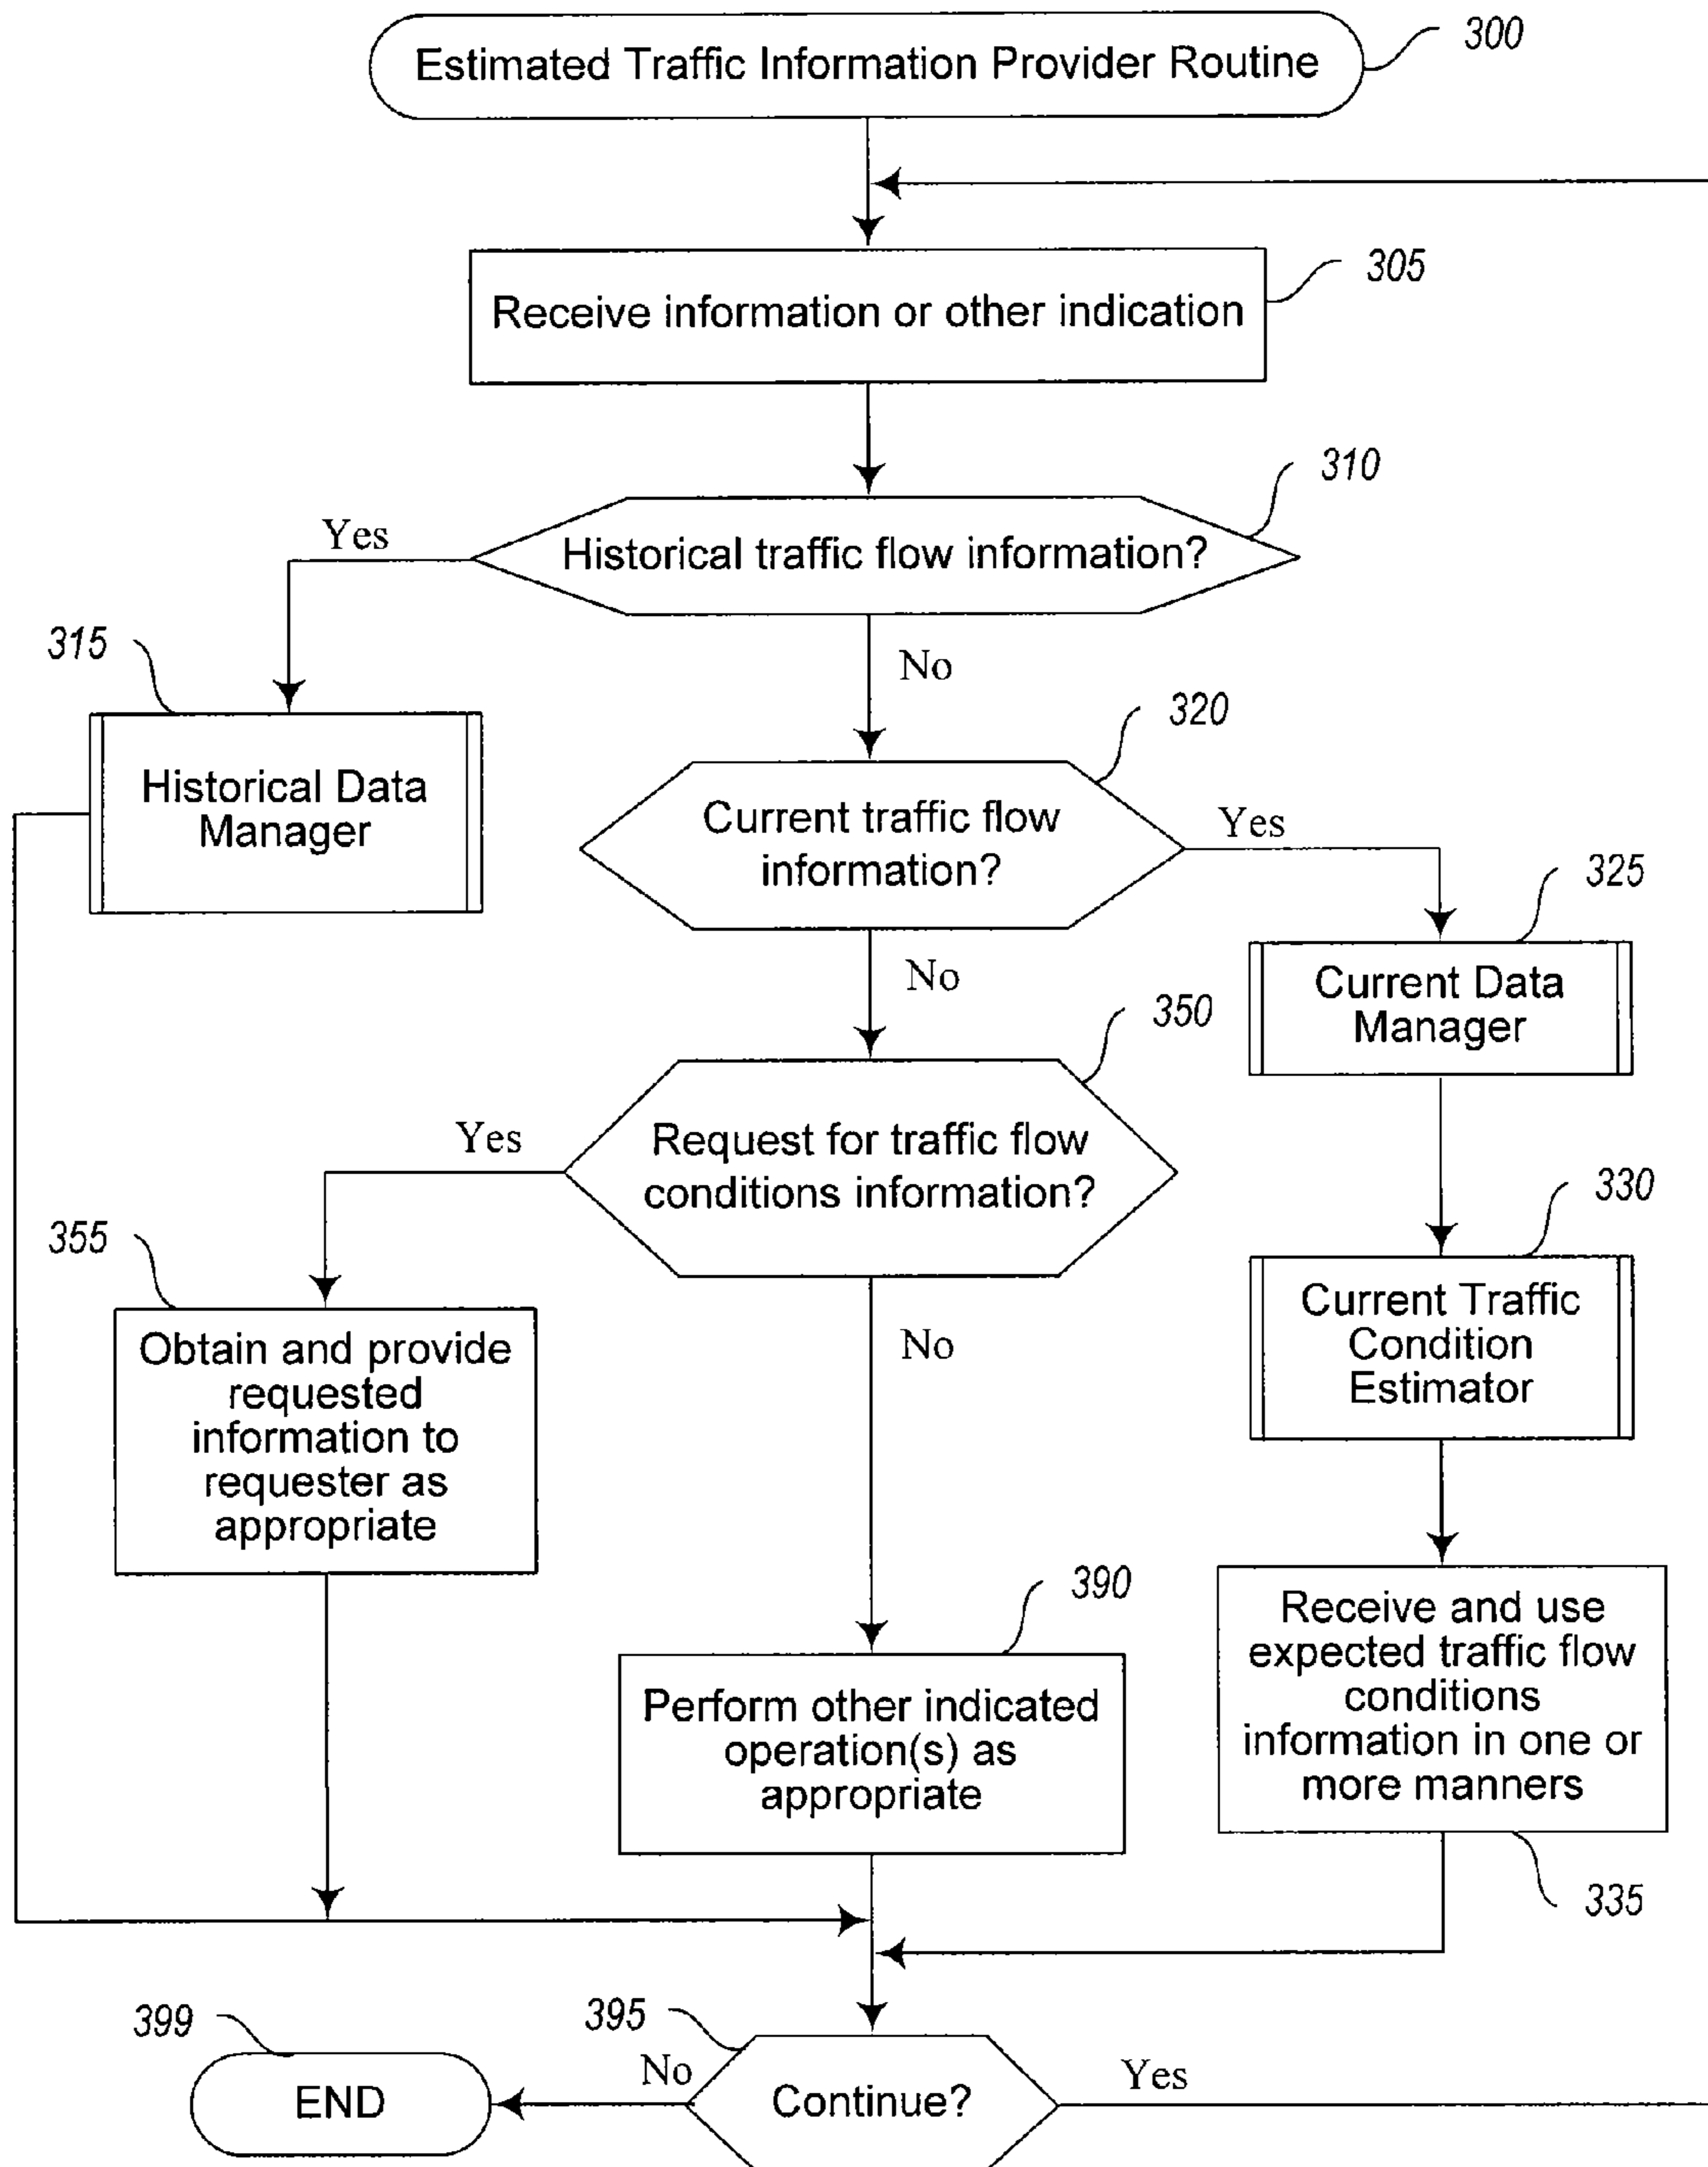 Estimated Traffic Information Provider Routine
300
Receive information or other indication
305
310
Historical traffic flow information?
Yes
No
315
Historical Data
Manager
320
Current traffic flow
information?
Yes
No
325
Current Data
Manager
350
Request for traffic flow
conditions information?
Yes
No
330
Current Traffic
Condition
Estimator
355
Obtain and provide
requested
information to
requester as
appropriate
390
Perform other indicated
operation(s) as
appropriate
Receive and use
expected traffic flow
conditions
information in one or
more manners
335
399
END
395
No
Continue?
Yes